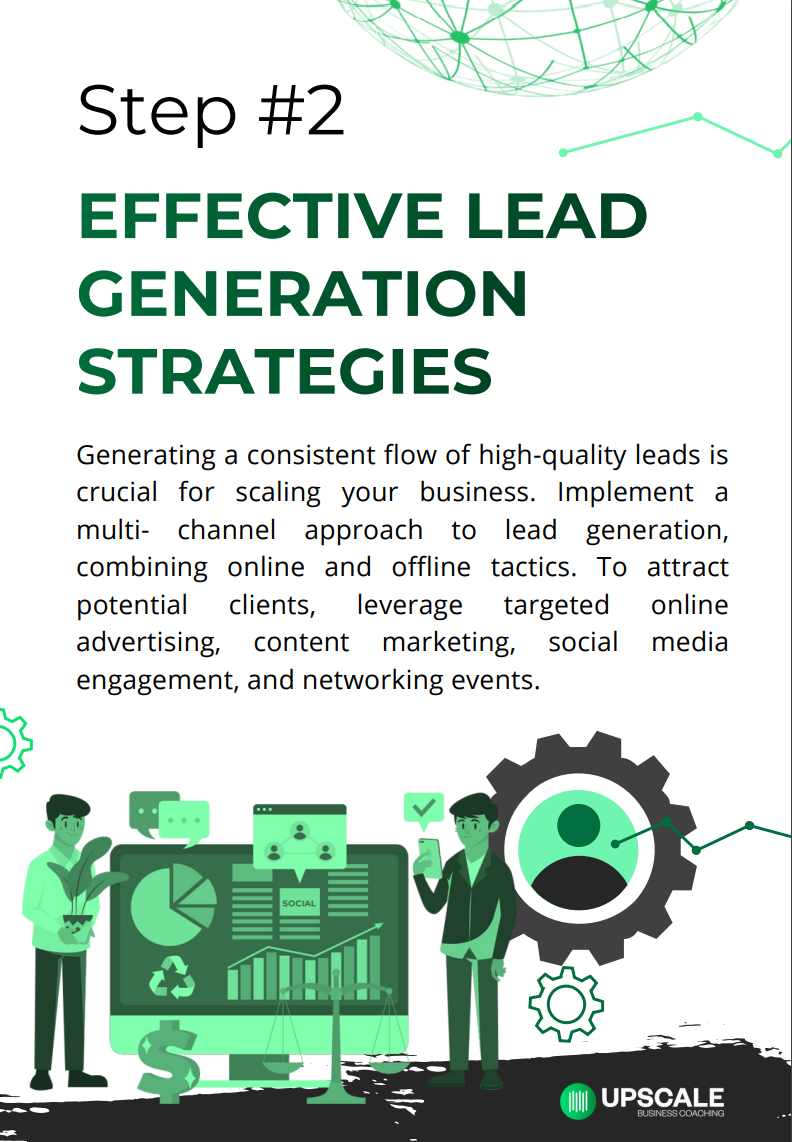 Step #2
EFFECTIVE LEAD
GENERATION
STRATEGIES
Generating a consistent flow of high-quality leads is
crucial for scaling your business. Implement a
multi- channel approach to lead generation,
combining online and offline tactics. To attract
potential clients, leverage targeted online
advertising, content marketing, social media
engagement, and networking events.
SOCIAL
UPSCALE
BUSINESS COACHING